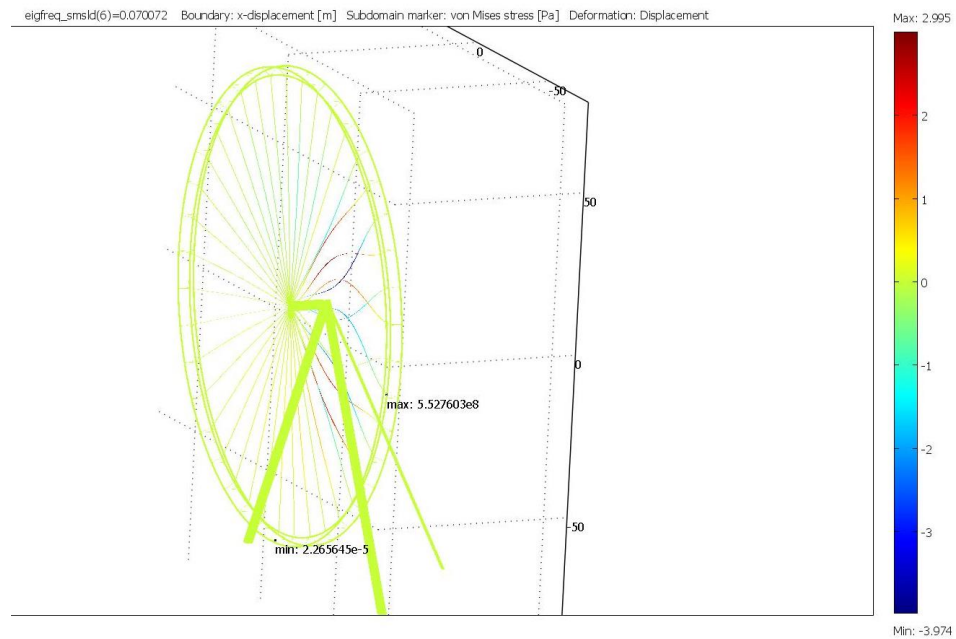 eigfreq_smsld(6)=0.070072 Boundary: x-displacement [m] Subdomain marker: von Mises stress [Pa] Deformation: Displacement
Max: 2.995
0
-50
2
50
1
0
-1
0
max: 5.527603e8
-2
-50
-3
min: 2.265645e-5
Min: -3.974